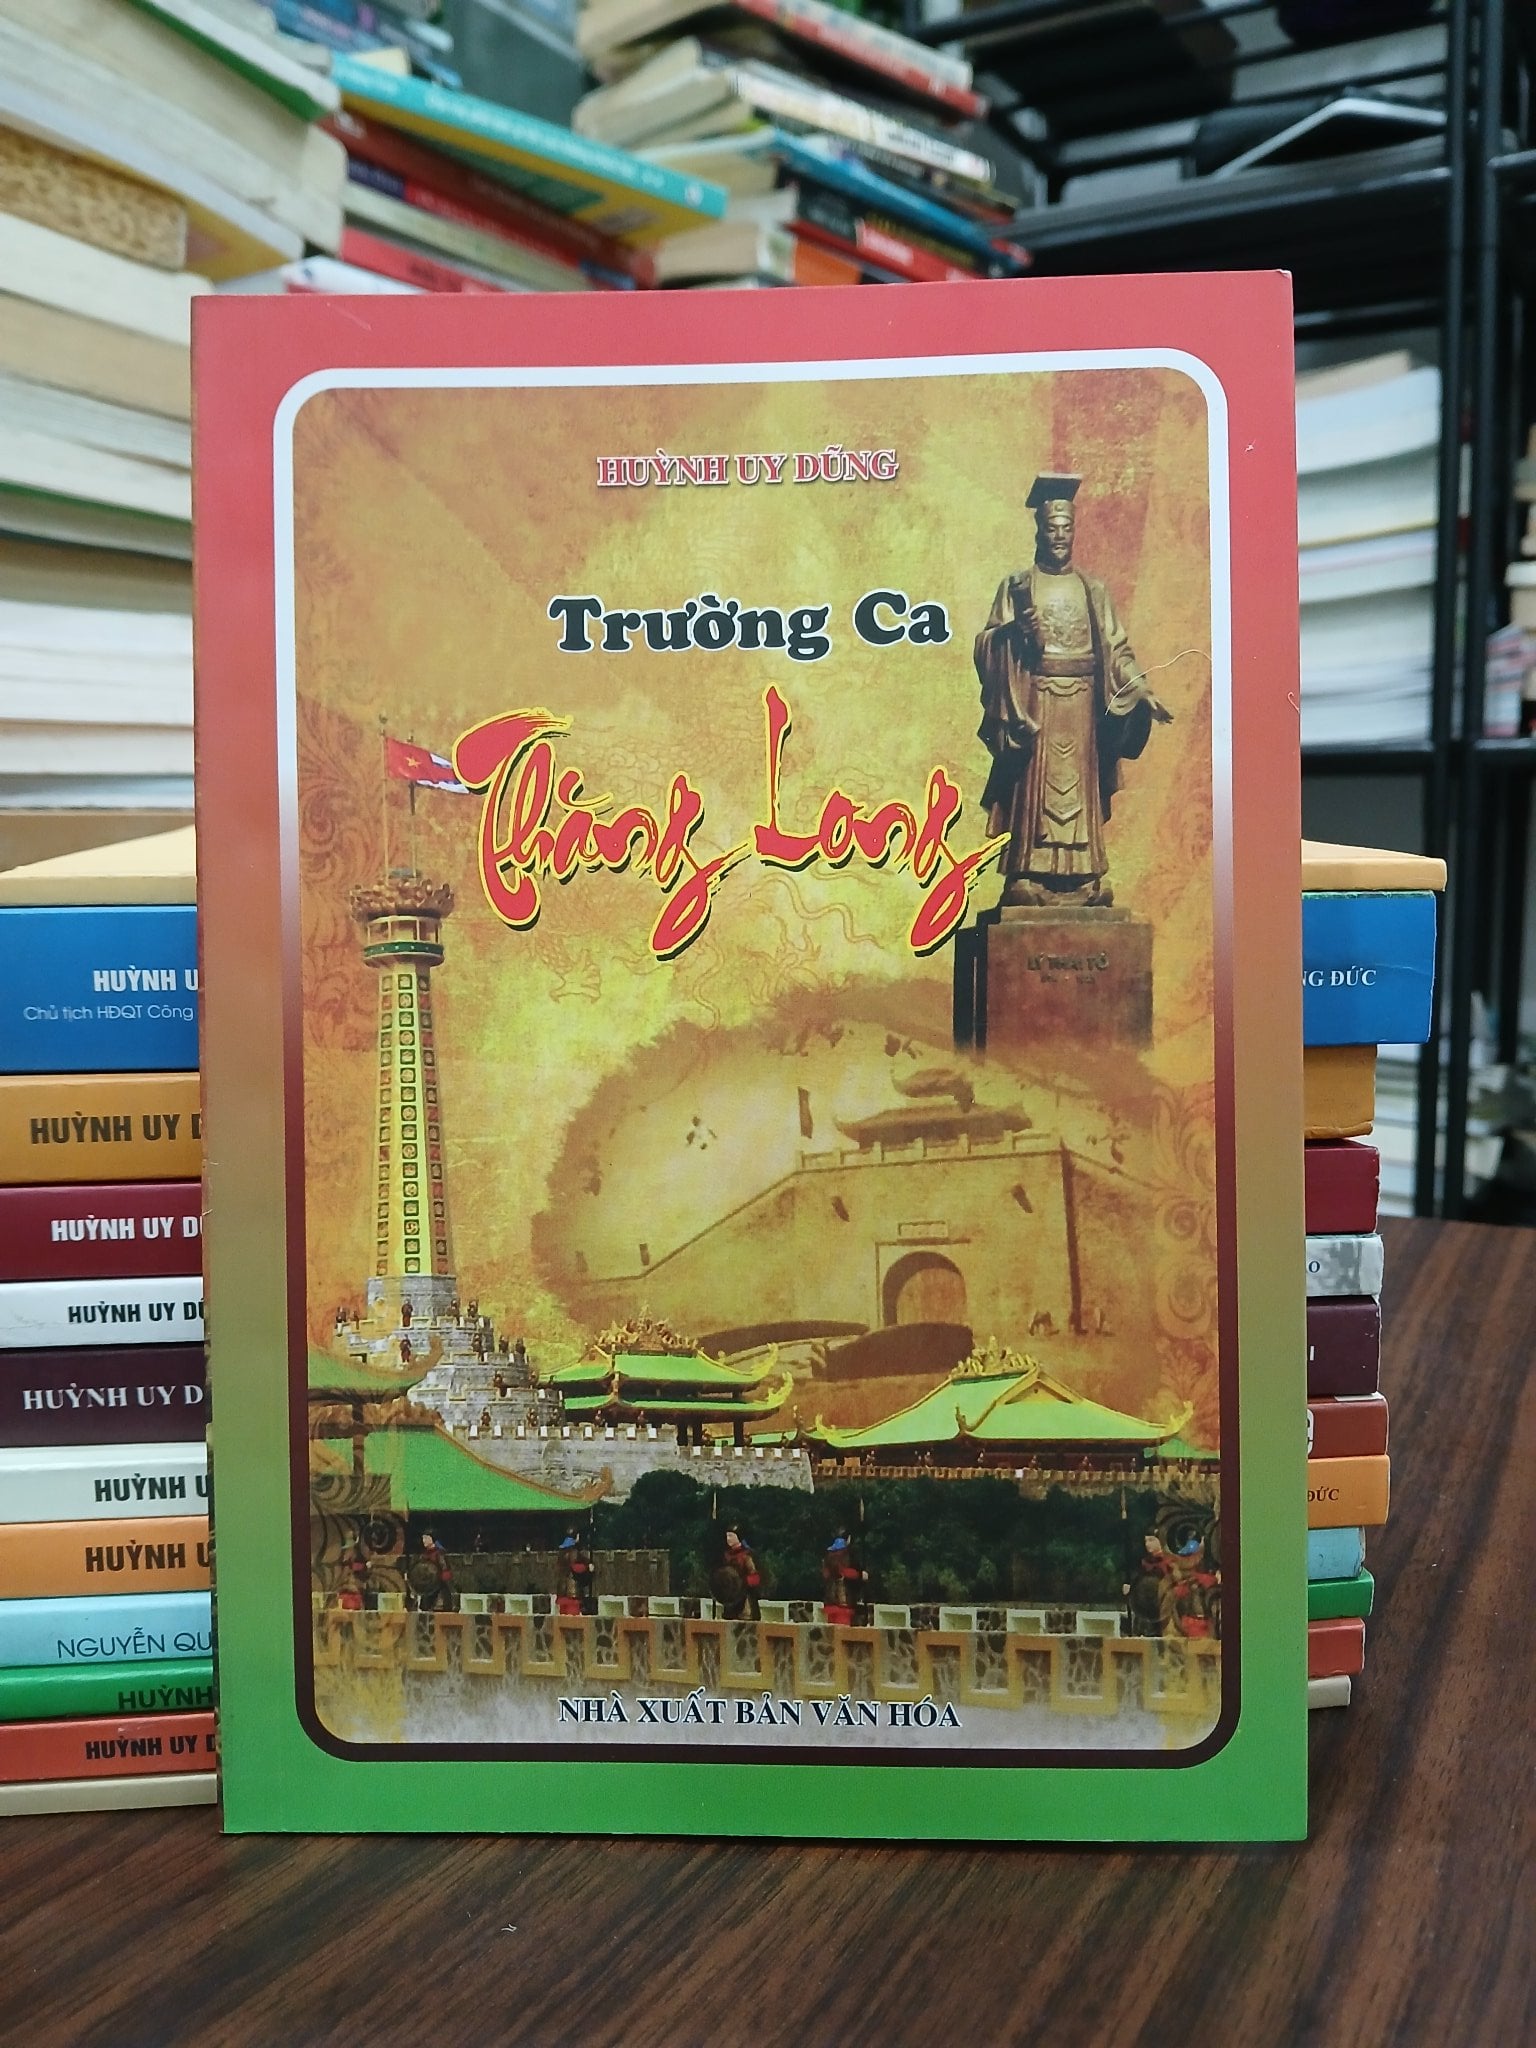 HUỲNH UY DŨNG
Trường Ca
Thăng Long
LÝ THÁI TỔ
NHÀ XUẤT BẢN VĂN HÓA
HUỲNH U
Chủ tịch HĐQT Công
HUỲNH UY D
HUỲNH UY DŨ
HUỲNH UY DŨ
HUỲNH UY D
HUỲNH U
HUỲNH U
NGUYỄN QU
HUỲNH
HUỲNH UY D
NG ĐỨC
O
I
ĐỨC